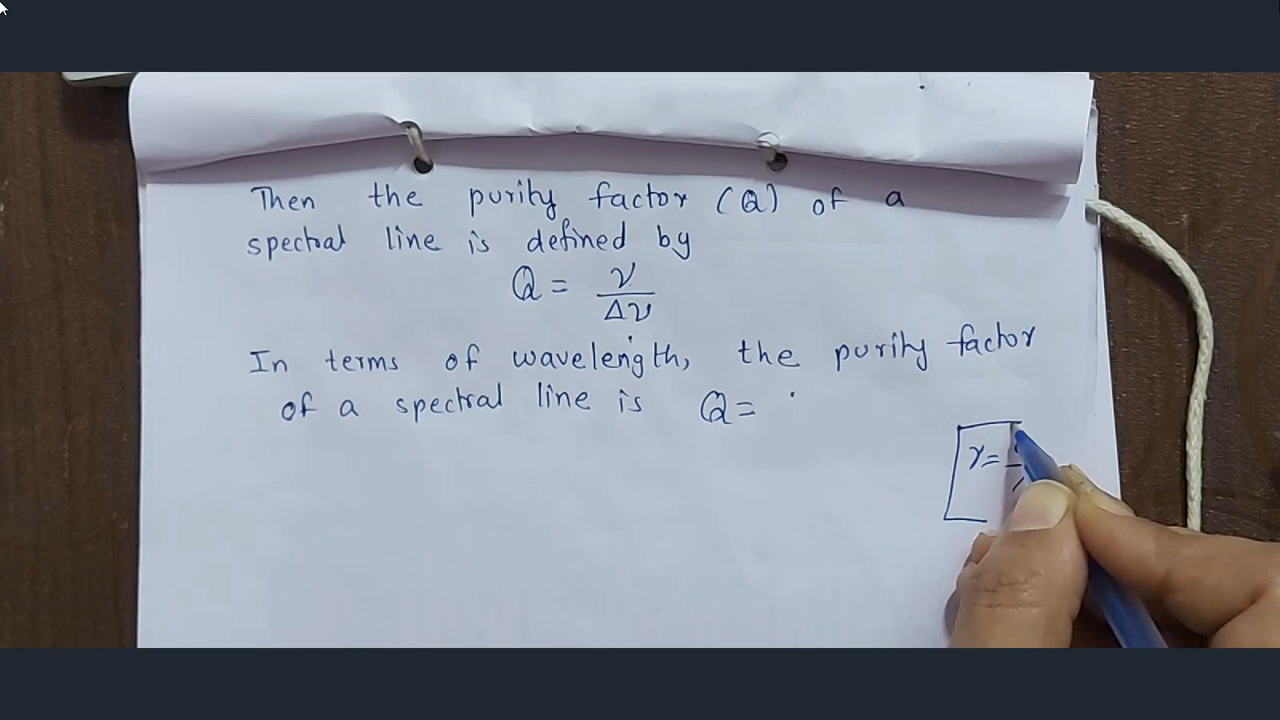 Then the purity factor (Q) of a
spectral line is defined by
Q = ν / Δν
In terms of wavelength, the purity factor
of a spectral line is Q =
ν =